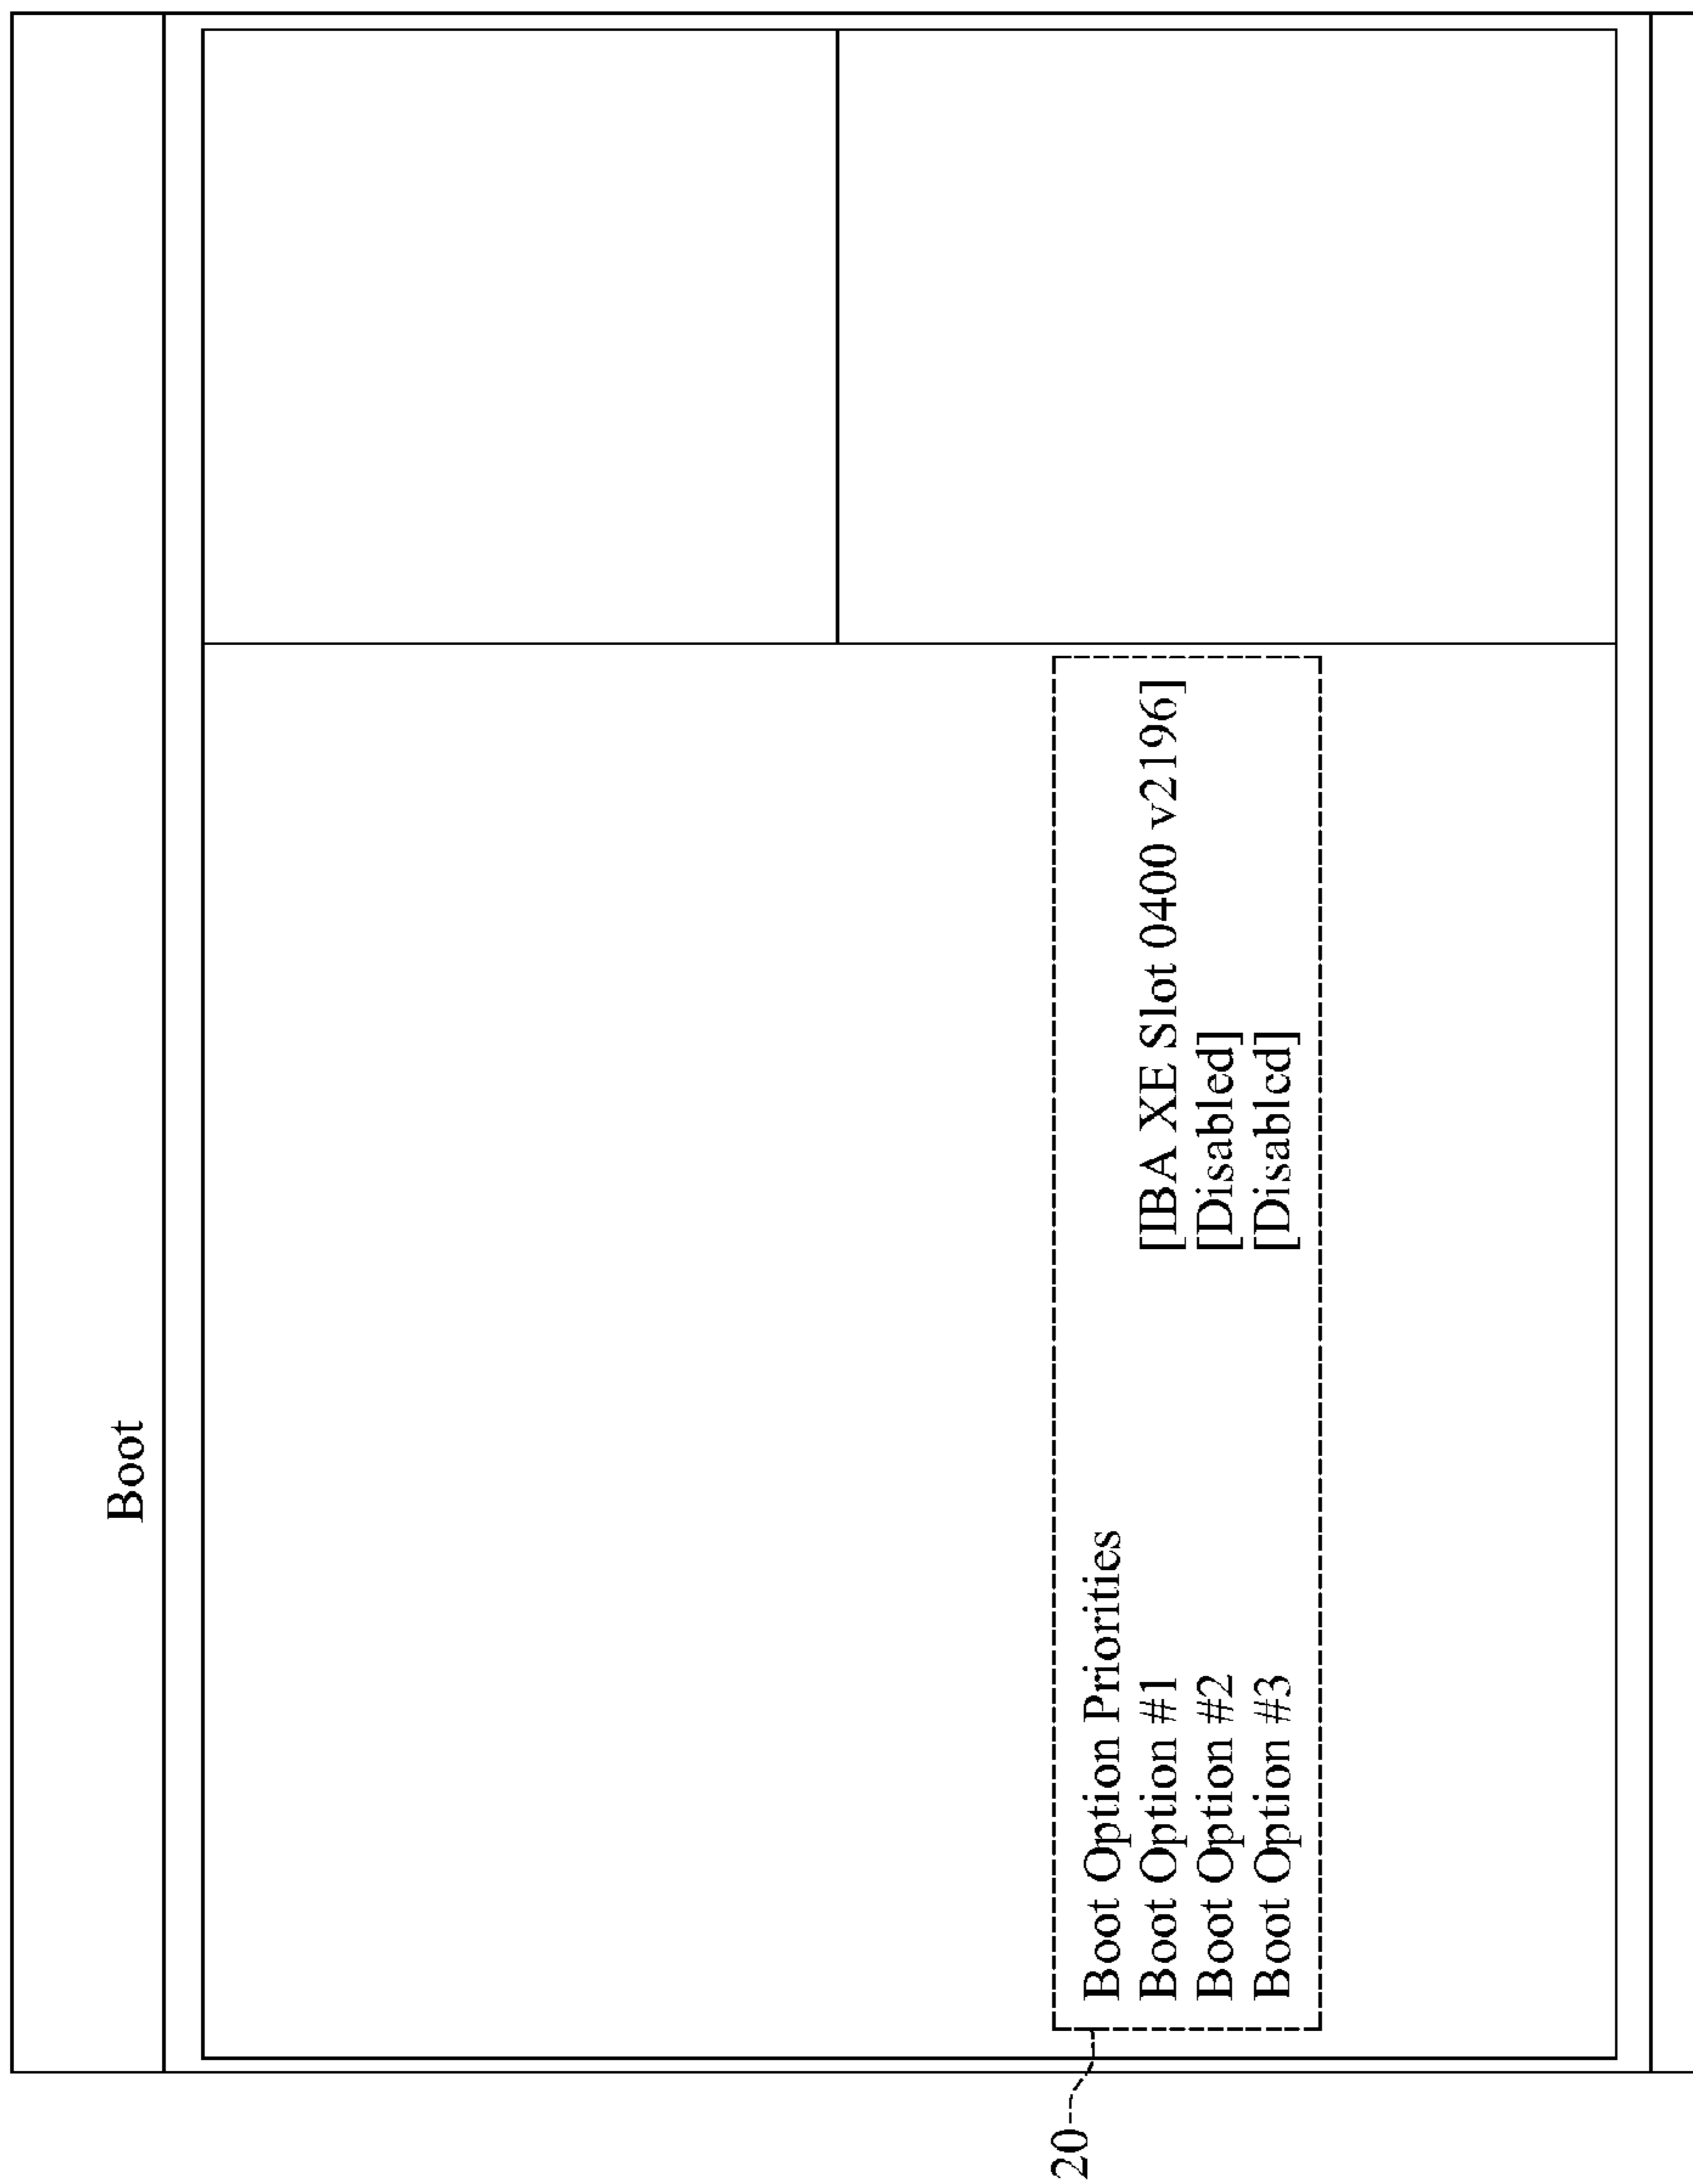 Boot
Boot Option Priorities
Boot Option #1 [IBA XE Slot 0400 v2196]
Boot Option #2 [Disabled]
Boot Option #3 [Disabled]
20